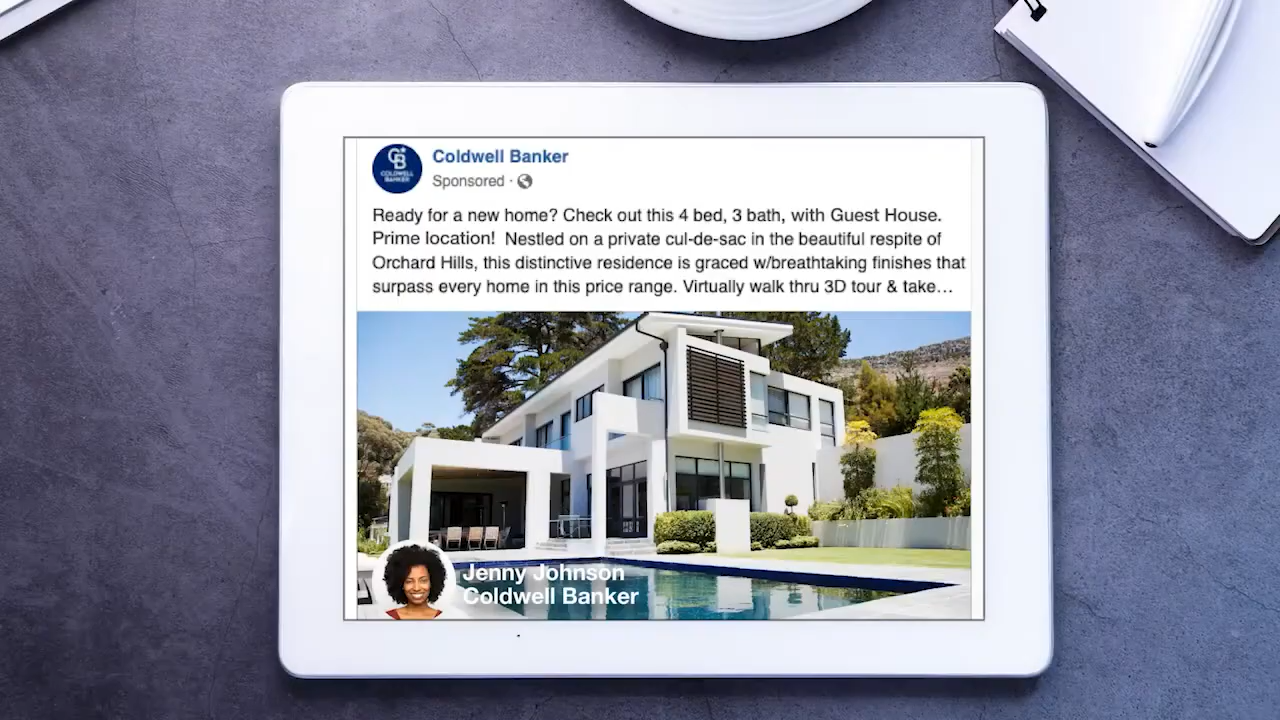 CB
COLDWELL
BANKER
Coldwell Banker
Sponsored ·
Ready for a new home? Check out this 4 bed, 3 bath, with Guest House.
Prime location!  Nestled on a private cul-de-sac in the beautiful respite of
Orchard Hills, this distinctive residence is graced w/breathtaking finishes that
surpass every home in this price range. Virtually walk thru 3D tour & take…
Jenny Johnson
Coldwell Banker